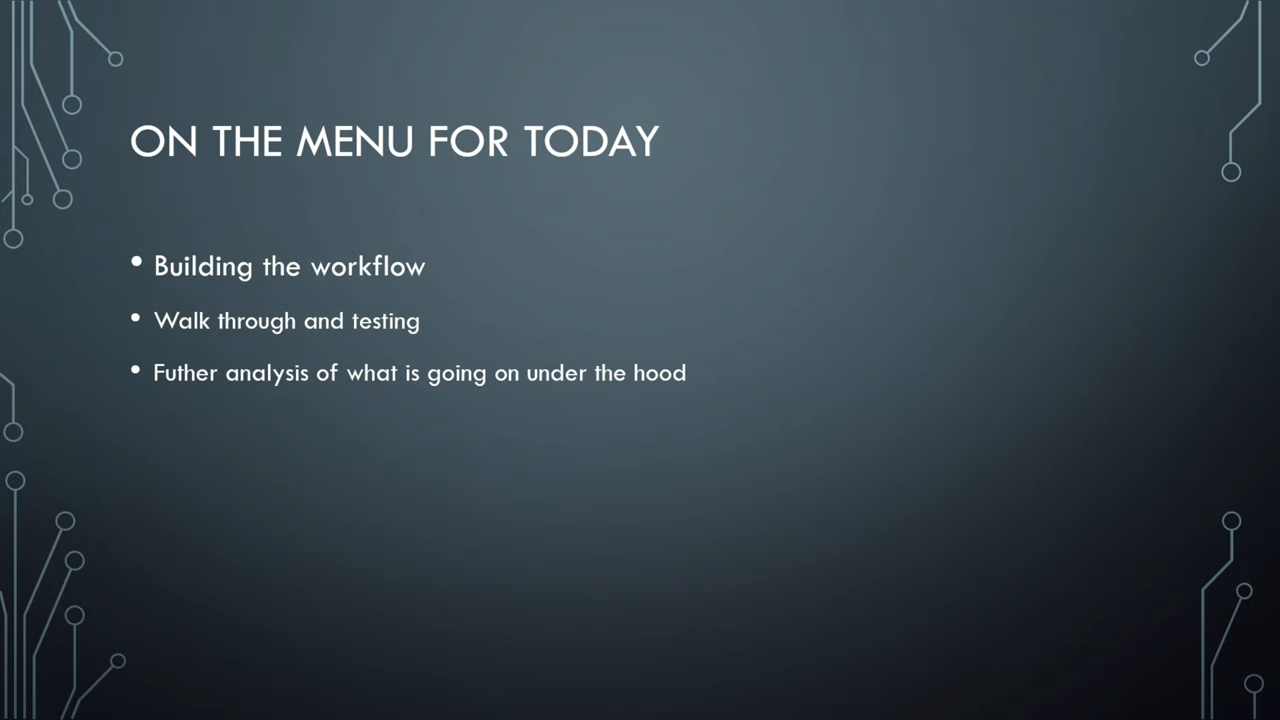 ON THE MENU FOR TODAY
• Building the workflow
• Walk through and testing
• Futher analysis of what is going on under the hood